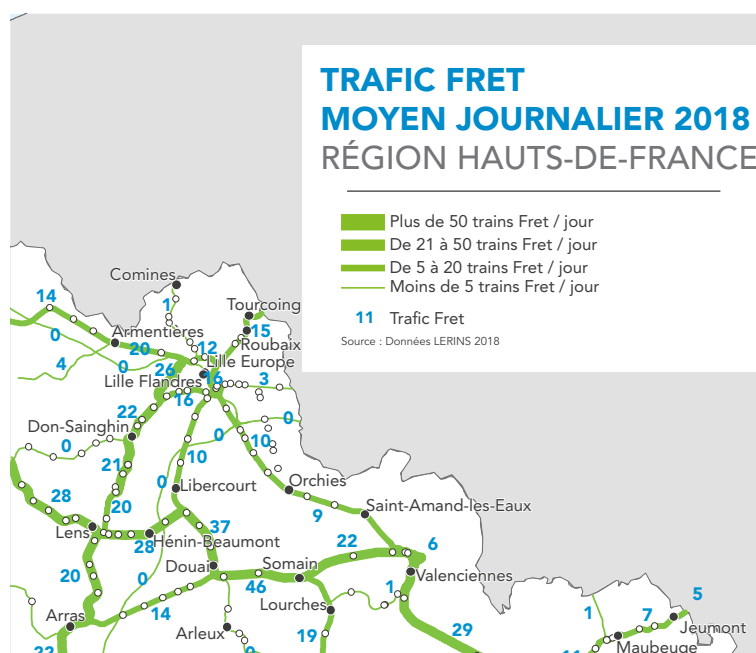 TRAFIC FRET
MOYEN JOURNALIER 2018
RÉGION HAUTS-DE-FRANCE
Plus de 50 trains Fret / jour
De 21 à 50 trains Fret / jour
De 5 à 20 trains Fret / jour
Moins de 5 trains Fret / jour
11 Trafic Fret
Source : Données LERINS 2018
Comines
14
1
Tourcoing
0
Armentières
15
20
12
Roubaix
4
0
26
Lille Europe
Lille Flandres
16
3
16
22
0
Don-Sainghin
0
0
10
21
10
0
Libercourt
Orchies
28
20
9
Saint-Amand-les-Eaux
Lens
28
Hénin-Beaumont
37
22
6
Douai
Somain
20
0
46
Valenciennes
1
14
Lourches
1
7
5
Arras
Arleux
19
29
Jeumont
22
0
11
Maubeuge